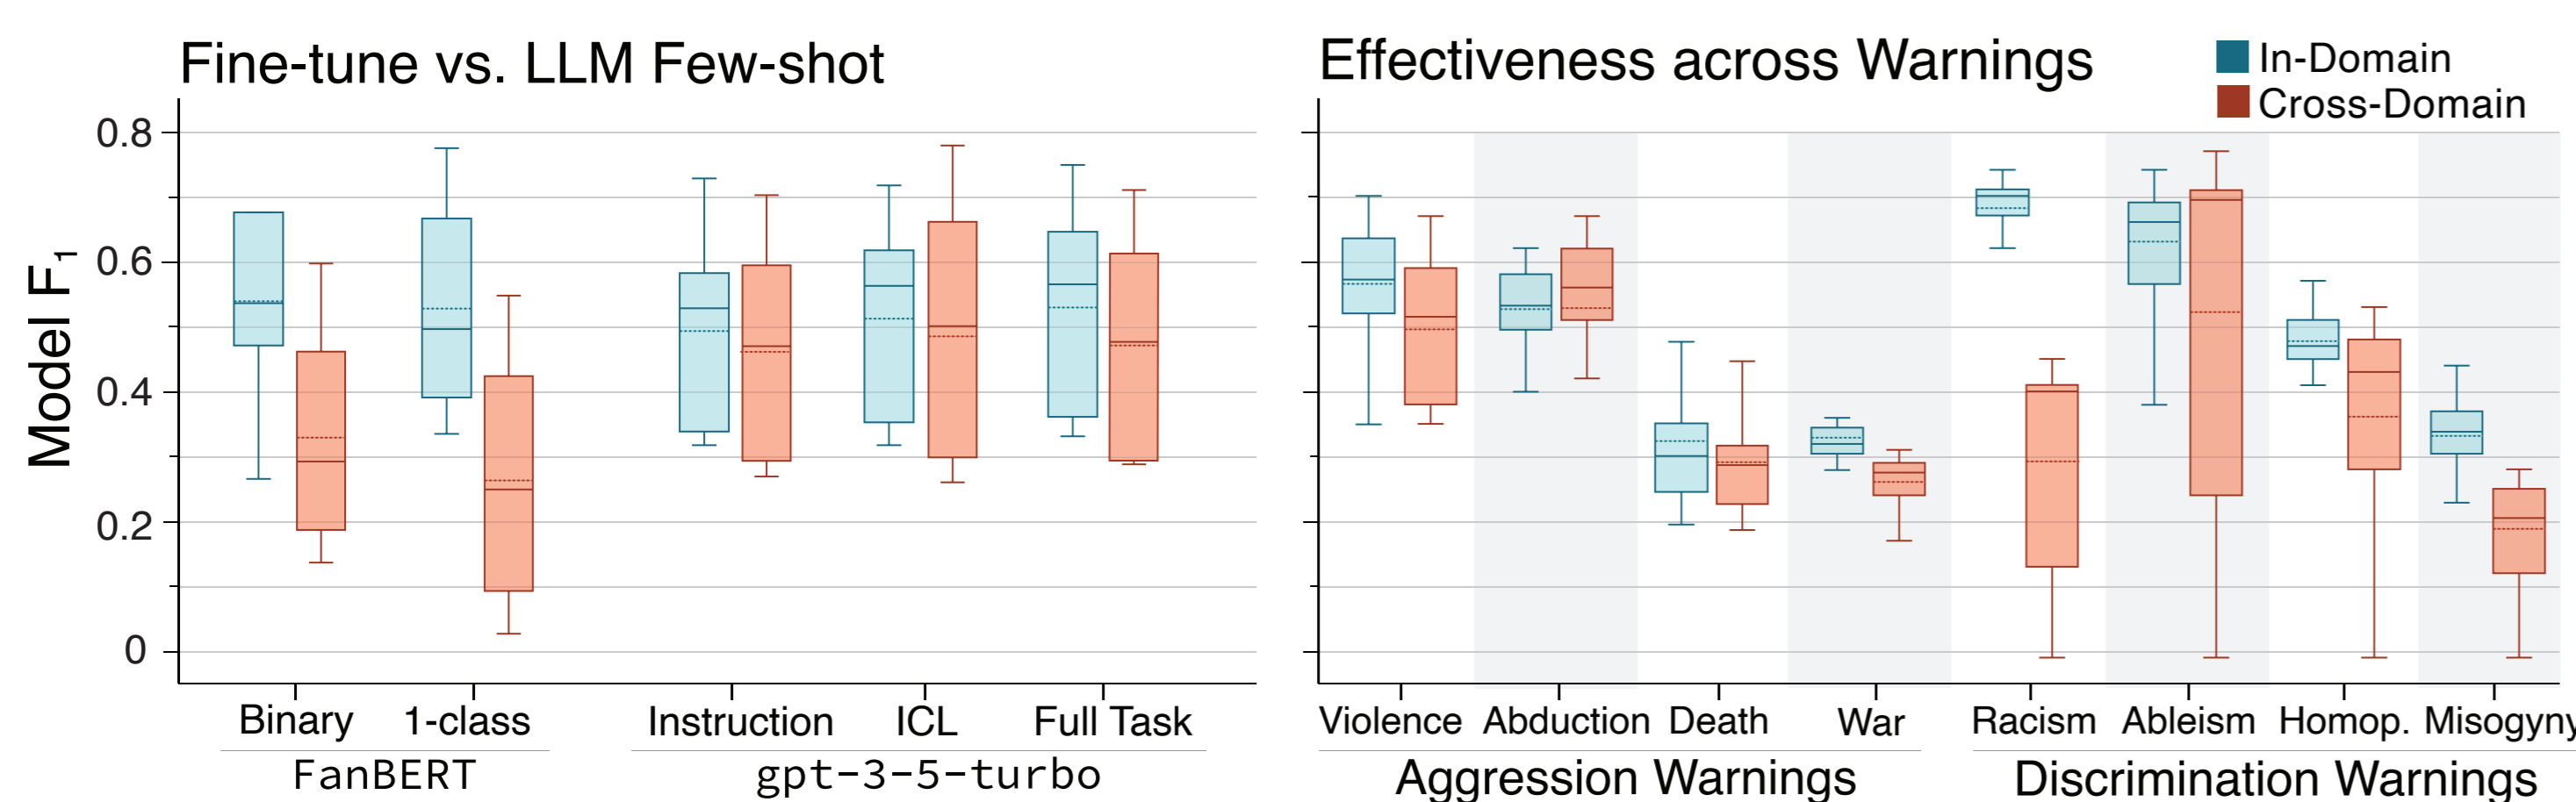 Fine-tune vs. LLM Few-shot
Model F1
0.8
0.6
0.4
0.2
0
Binary 1-class Instruction ICL Full Task
FanBERT gpt-3-5-turbo
Effectiveness across Warnings
In-Domain
Cross-Domain
Violence Abduction Death War Racism Ableism Homop. Misogyny
Aggression Warnings Discrimination Warnings